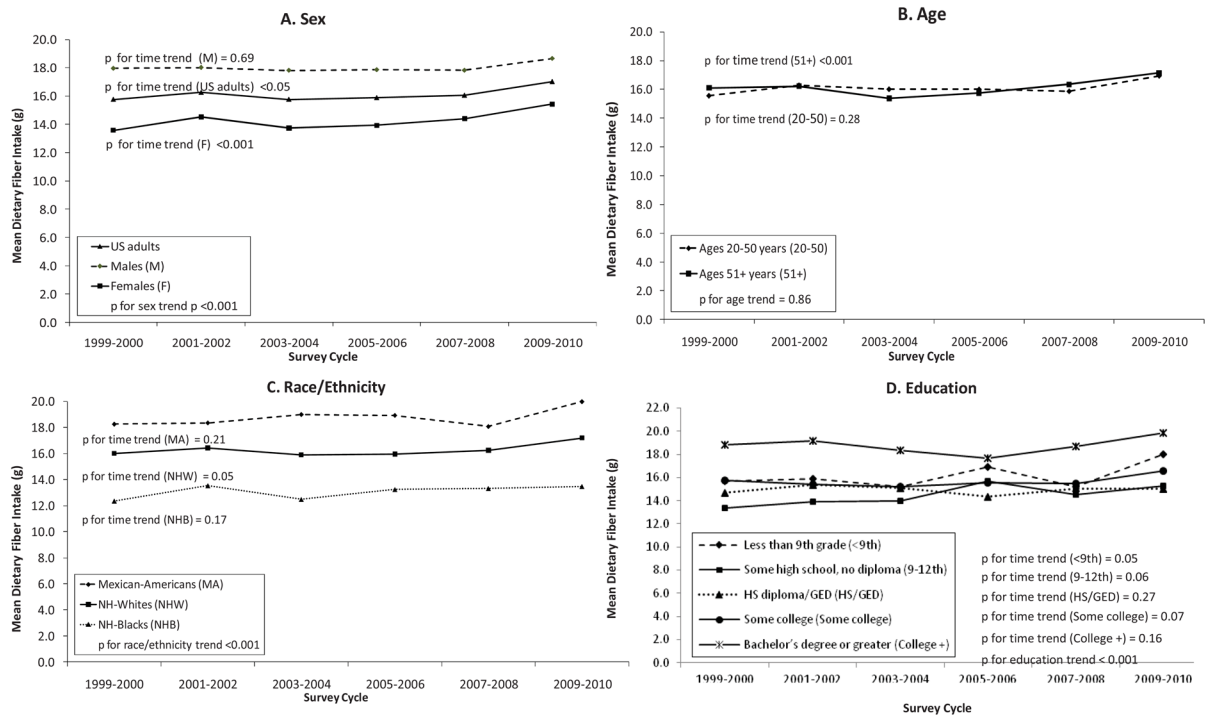 A. Sex
20.0
18.0
16.0
14.0
12.0
10.0
8.0
6.0
4.0
2.0
0.0
Mean Dietary Fiber Intake (g)
p for time trend (M) = 0.69
p for time trend (US adults) <0.05
p for time trend (F) <0.001
US adults
Males (M)
Females (F)
p for sex trend p <0.001
1999-2000 2001-2002 2003-2004 2005-2006 2007-2008 2009-2010
Survey Cycle
B. Age
20.0
18.0
16.0
14.0
12.0
10.0
8.0
6.0
4.0
2.0
0.0
Mean Dietary Fiber Intake (g)
p for time trend (51+) <0.001
p for time trend (20-50) = 0.28
Ages 20-50 years (20-50)
Ages 51+ years (51+)
p for age trend = 0.86
1999-2000 2001-2002 2003-2004 2005-2006 2007-2008 2009-2010
Survey Cycle
C. Race/Ethnicity
20.0
18.0
16.0
14.0
12.0
10.0
8.0
6.0
4.0
2.0
0.0
Mean Dietary Fiber Intake (g)
p for time trend (MA) = 0.21
p for time trend (NHW) = 0.05
p for time trend (NHB) = 0.17
Mexican-Americans (MA)
NH-Whites (NHW)
NH-Blacks (NHB)
p for race/ethnicity trend <0.001
1999-2000 2001-2002 2003-2004 2005-2006 2007-2008 2009-2010
Survey Cycle
D. Education
22.0
20.0
18.0
16.0
14.0
12.0
10.0
8.0
6.0
4.0
2.0
0.0
Mean Dietary Fiber Intake (g)
Less than 9th grade (<9th)
Some high school, no diploma (9-12th)
HS diploma/GED (HS/GED)
Some college (Some college)
Bachelor's degree or greater (College +)
p for time trend (<9th) = 0.05
p for time trend (9-12th) = 0.06
p for time trend (HS/GED) = 0.27
p for time trend (Some college) = 0.07
p for time trend (College +) = 0.16
p for education trend < 0.001
1999-2000 2001-2002 2003-2004 2005-2006 2007-2008 2009-2010
Survey Cycle